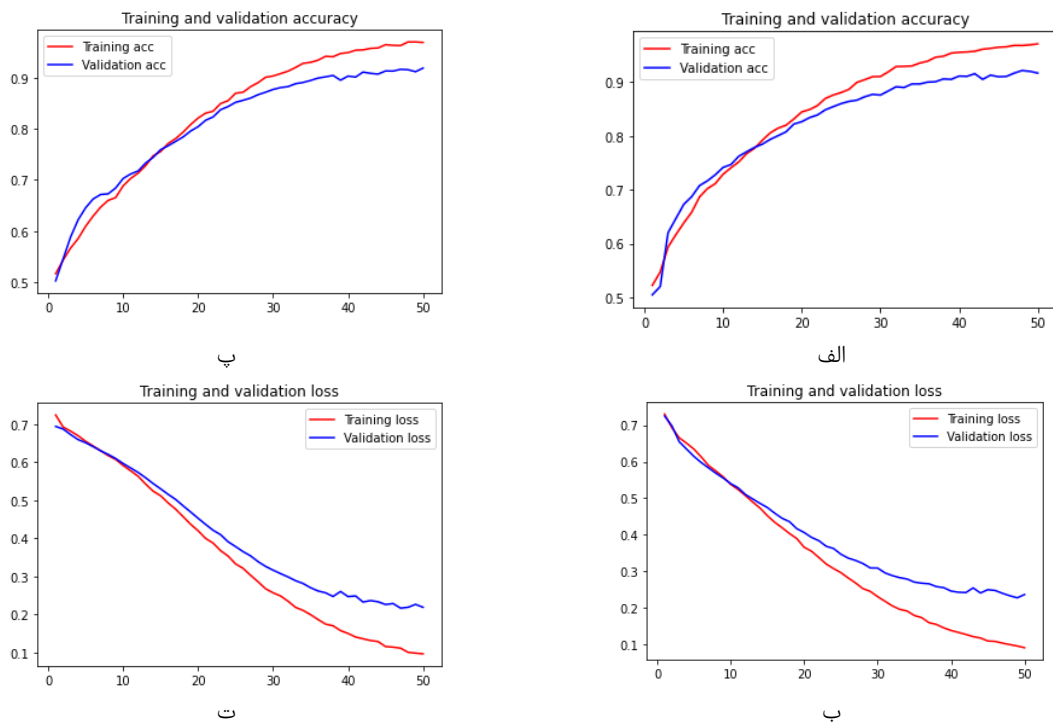 Training and validation accuracy
Training acc
Validation acc
0.9
0.8
0.7
0.6
0.5
0 10 20 30 40 50
الف
Training and validation accuracy
Training acc
Validation acc
0.9
0.8
0.7
0.6
0.5
0 10 20 30 40 50
پ
Training and validation loss
Training loss
Validation loss
0.7
0.6
0.5
0.4
0.3
0.2
0.1
0 10 20 30 40 50
ب
Training and validation loss
Training loss
Validation loss
0.7
0.6
0.5
0.4
0.3
0.2
0.1
0 10 20 30 40 50
ت